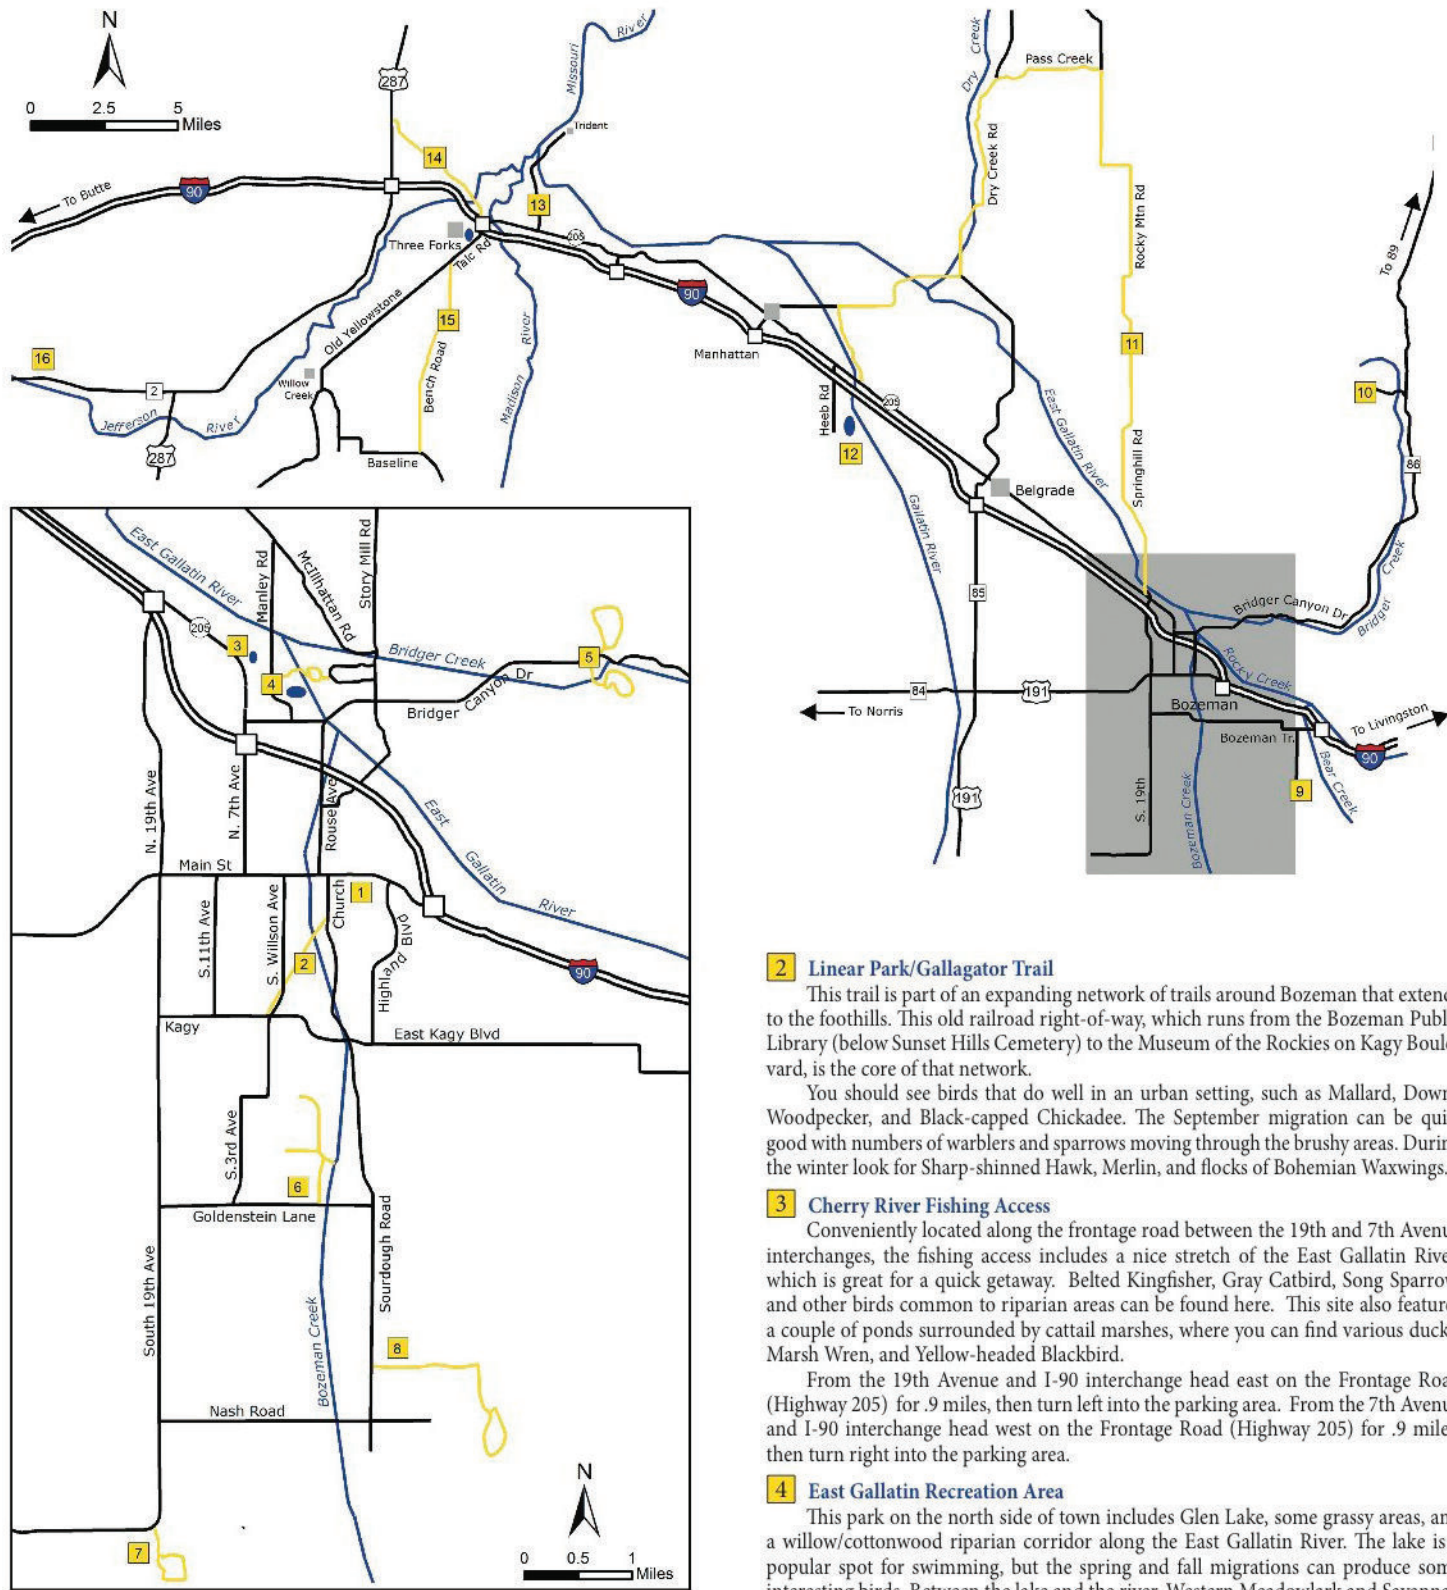 N
0 2.5 5
Miles
287
Missouri
River
Trident
Dry Creek
Pass Creek
14
To Butte
90
13
Dry Creek Rd
Three Forks
Talc Rd
205
Rocky Mtn Rd
To 89
90
Old Yellowstone
15
Bench Road
Madison
River
Manhattan
11
16
2
Willow
Creek
Jefferson
River
287
Baseline
Heeb Rd
205
12
East Gallatin River
Springhill Rd
10
86
Belgrade
Gallatin River
85
Bridger Canyon Dr
Bridger
Creek
Rocky Creek
84
191
To Norris
Bozeman
To Livingston
Bozeman Tr.
90
9
Bear Creek
S. 19th
Bozeman Creek
191
East Gallatin River
Manley Rd
McIlhattan Rd
Story Mill Rd
205
3
4
Bridger Creek
5
Bridger Canyon Dr
N. 19th Ave
N. 7th Ave
Rouse Ave
East
Gallatin
River
Main St
1
Church
S.11th Ave
S. Willson Ave
2
Highland Blvd
90
Kagy
East Kagy Blvd
S.3rd Ave
6
Goldenstein Lane
South 19th Ave
Sourdough Road
Bozeman Creek
8
Nash Road
N
7
0 0.5 1
Miles
2 Linear Park/Gallagator Trail
This trail is part of an expanding network of trails around Bozeman that extend
to the foothills. This old railroad right-of-way, which runs from the Bozeman Publ
Library (below Sunset Hills Cemetery) to the Museum of the Rockies on Kagy Boule
vard, is the core of that network.
You should see birds that do well in an urban setting, such as Mallard, Down
Woodpecker, and Black-capped Chickadee. The September migration can be qui
good with numbers of warblers and sparrows moving through the brushy areas. Durin
the winter look for Sharp-shinned Hawk, Merlin, and flocks of Bohemian Waxwings.
3 Cherry River Fishing Access
Conveniently located along the frontage road between the 19th and 7th Avenu
interchanges, the fishing access includes a nice stretch of the East Gallatin Rive
which is great for a quick getaway. Belted Kingfisher, Gray Catbird, Song Sparrow
and other birds common to riparian areas can be found here. This site also feature
a couple of ponds surrounded by cattail marshes, where you can find various duck
Marsh Wren, and Yellow-headed Blackbird.
From the 19th Avenue and I-90 interchange head east on the Frontage Roa
(Highway 205) for .9 miles, then turn left into the parking area. From the 7th Avenu
and I-90 interchange head west on the Frontage Road (Highway 205) for .9 mile
then turn right into the parking area.
4 East Gallatin Recreation Area
This park on the north side of town includes Glen Lake, some grassy areas, an
a willow/cottonwood riparian corridor along the East Gallatin River. The lake is
popular spot for swimming, but the spring and fall migrations can produce som
interesting birds. Between the lake and the river, Western Meadowlark and Savanna